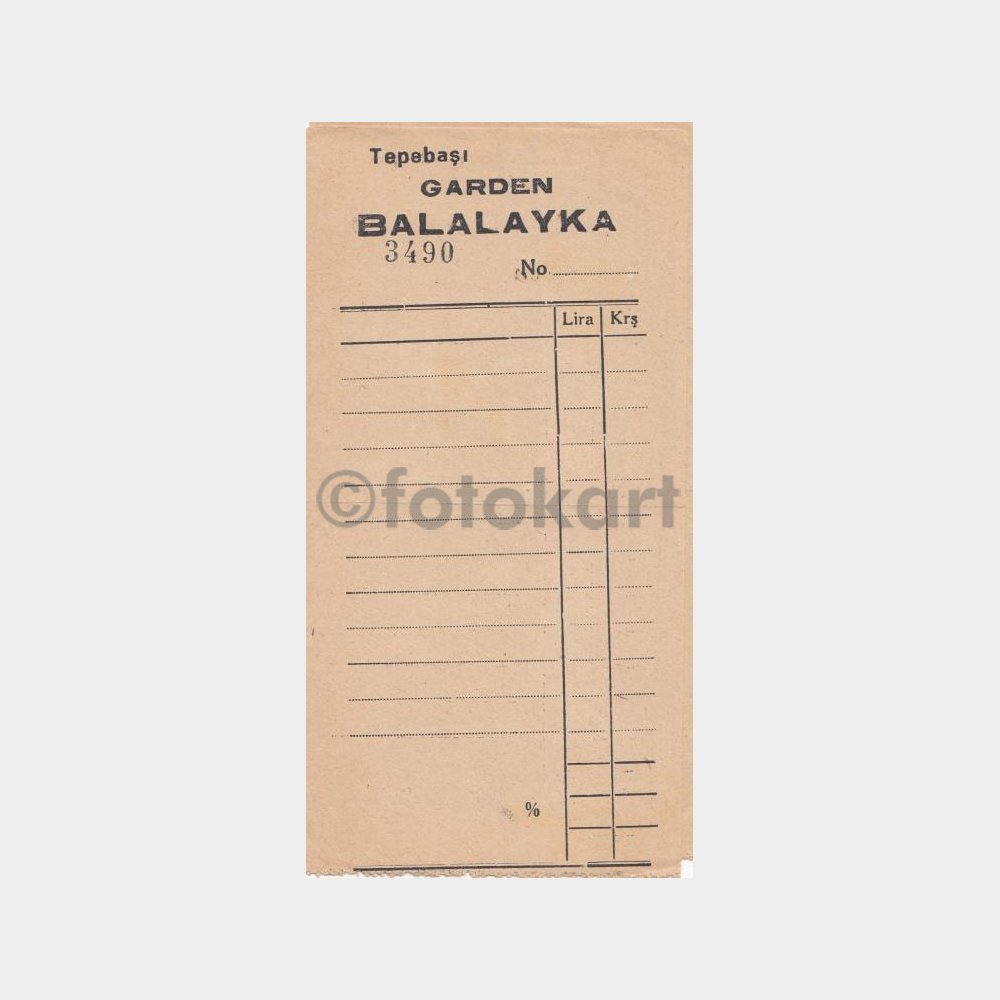 Tepebaşı
GARDEN
BALALAYKA
3490
No
Lira Krş
©fotokart
%